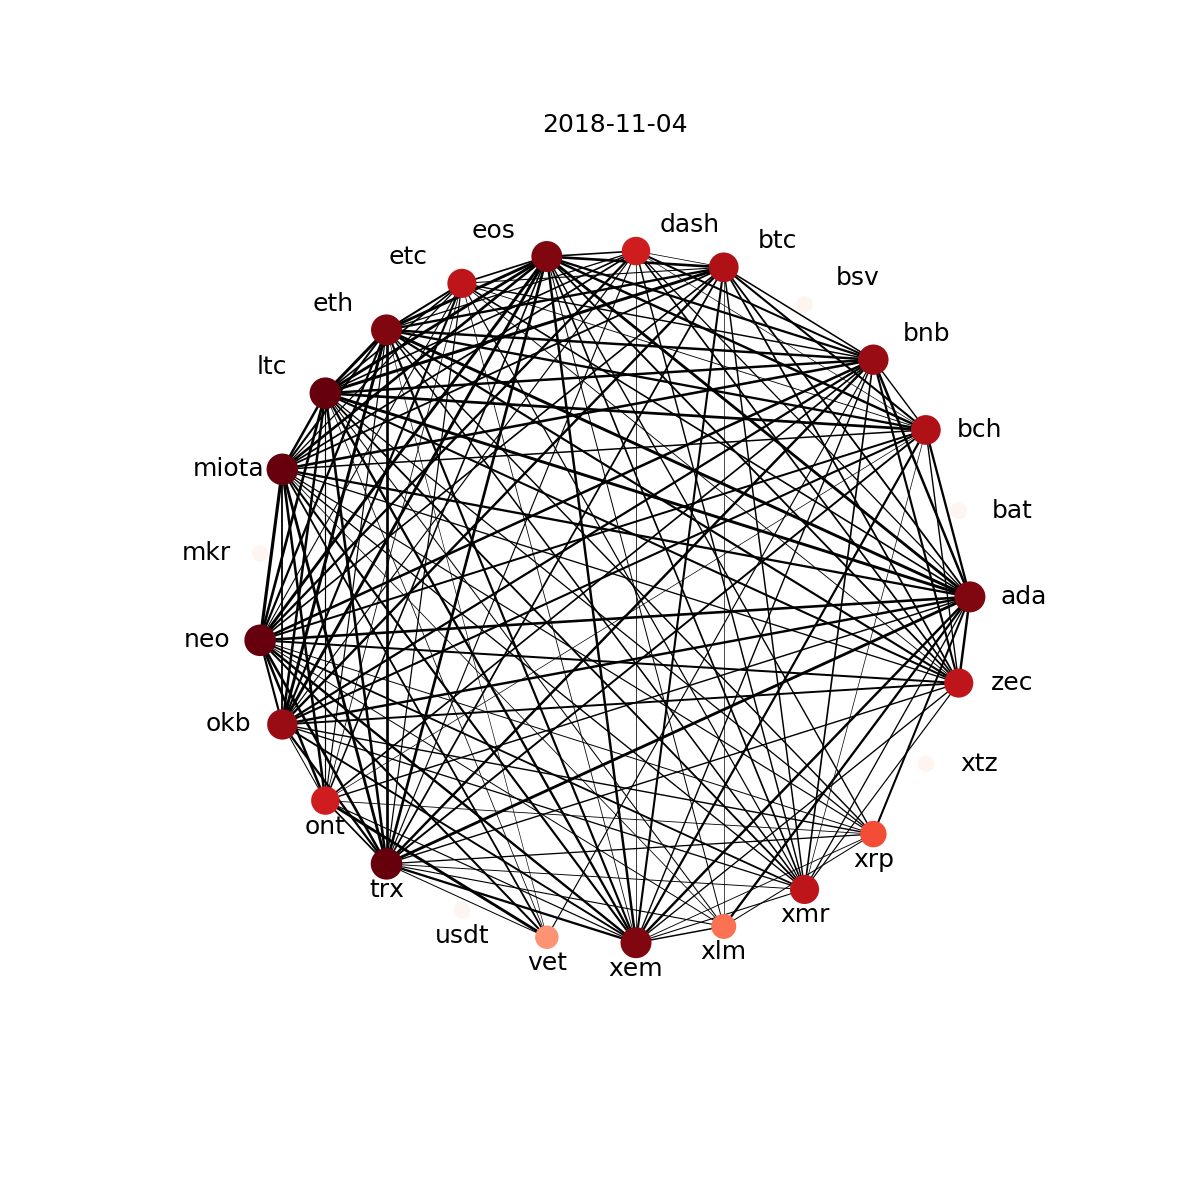 2018-11-04
dash
eos
btc
etc
bsv
eth
bnb
ltc
bch
miota
bat
mkr
ada
neo
zec
okb
xtz
ont
xrp
trx
xmr
usdt
xlm
vet
xem